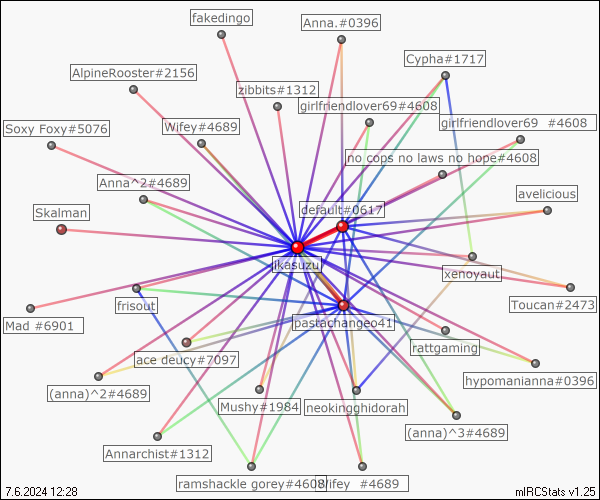 fakedingo
Anna.#0396
Cypha#1717
AlpineRooster#2156
zibbits#1312
girlfriendlover69#4608
girlfriendlover69 #4608
Soxy Foxy#5076
Wifey#4689
no cops no laws no hope#4608
Anna^2#4689
avelicious
default#0617
Skalman
ikasuzu
xenoyaut
Toucan#2473
frisout
Mad #6901
pastachangeo41
rattgaming
ace deucy#7097
hypomanianna#0396
(anna)^2#4689
Mushy#1984
neokingghidorah
(anna)^3#4689
Annarchist#1312
ramshackle gorey#4608
Wifey #4689
7.6.2024 12:28
mIRCStats v1.25